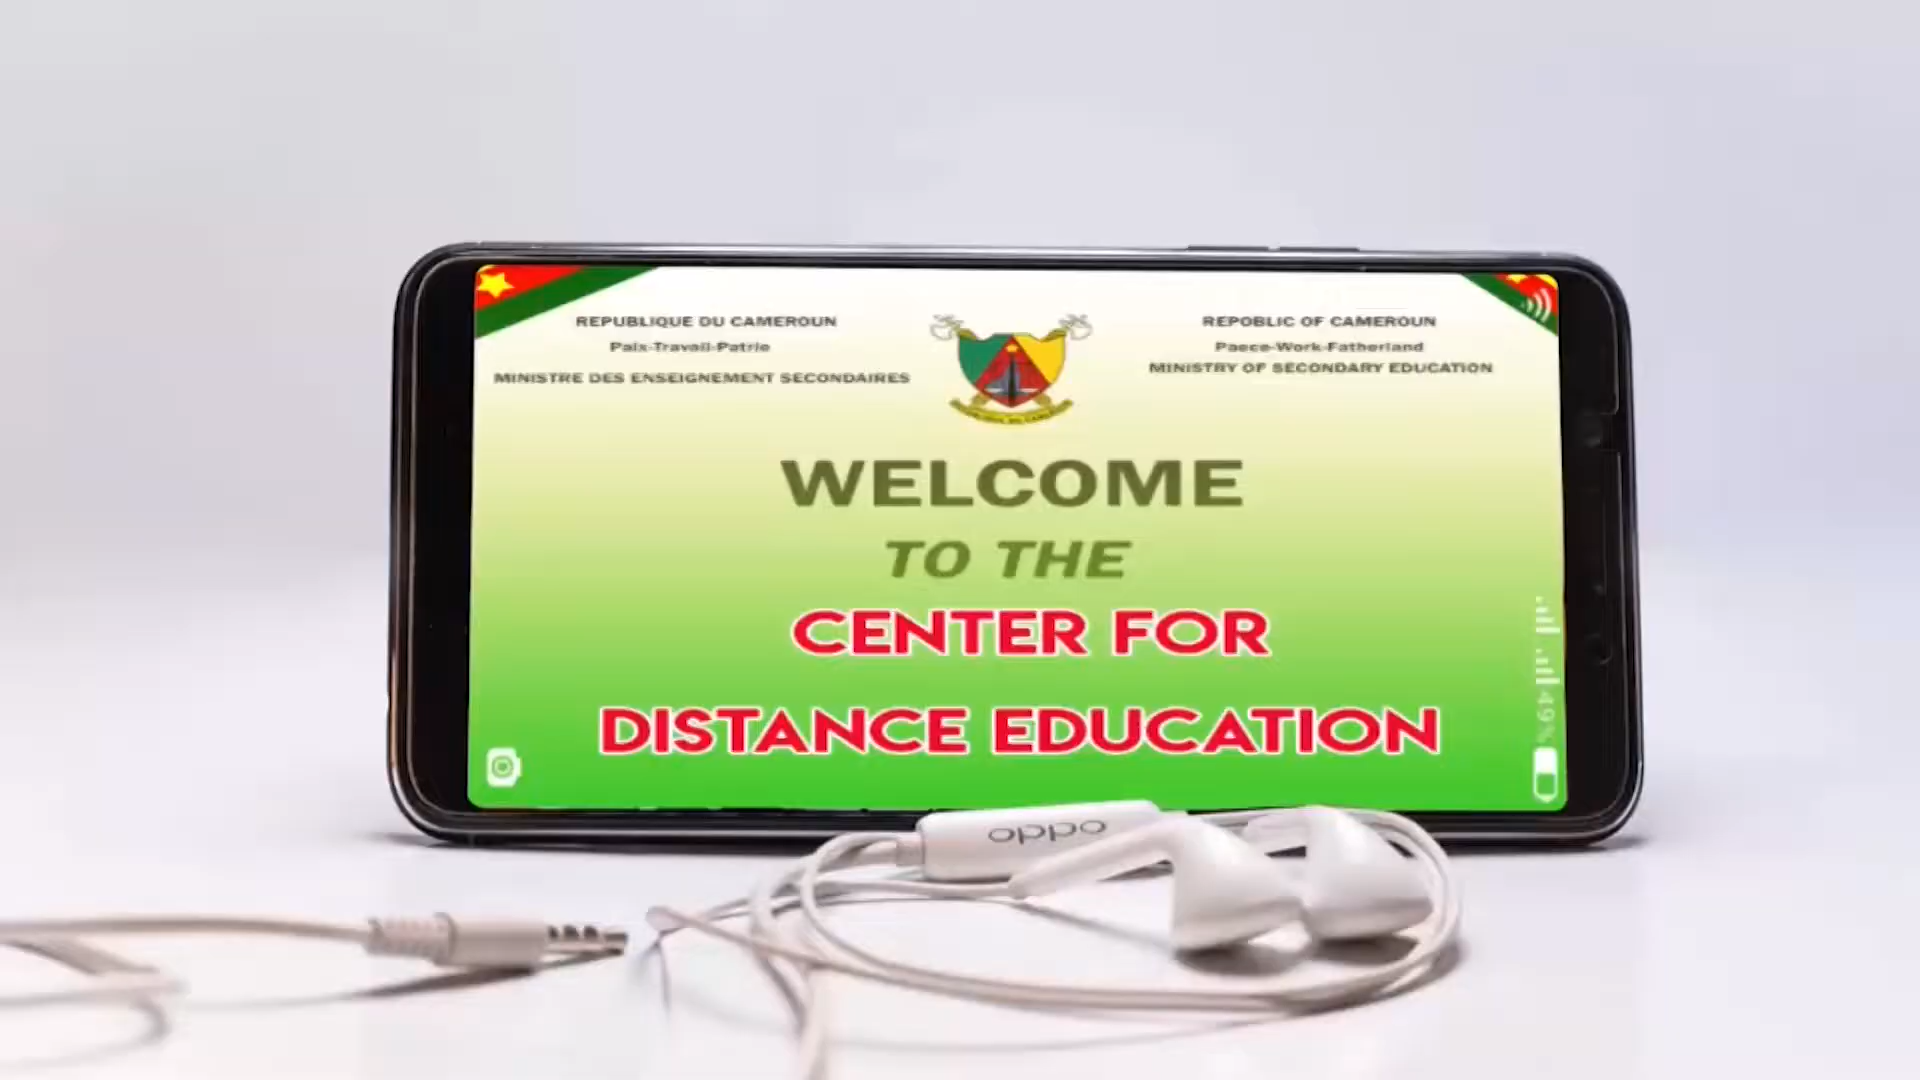 REPUBLIQUE DU CAMEROUN
Paix-Travail-Patrie
MINISTRE DES ENSEIGNEMENT SECONDAIRES
REPOBLIC OF CAMEROUN
Paece-Work-Fatherland
MINISTRY OF SECONDARY EDUCATION
WELCOME
TO THE
CENTER FOR
DISTANCE EDUCATION
49%
oppo